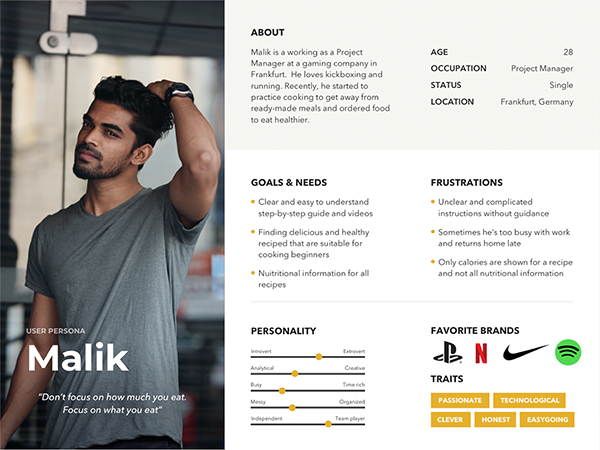 USER PERSONA
Malik
“Don’t focus on how much you eat.
Focus on what you eat”
ABOUT
Malik is a working as a Project
Manager at a gaming company in
Frankfurt. He loves kickboxing and
running. Recently, he started to
practice cooking to get away from
ready-made meals and ordered food
to eat healthier.
AGE 28
OCCUPATION Project Manager
STATUS Single
LOCATION Frankfurt, Germany
GOALS & NEEDS
Clear and easy to understand
step-by-step guide and videos
Finding delicious and healthy
reciped that are suitable for
cooking beginners
Nuitritional information for all
recipes
FRUSTRATIONS
Unclear and complicated
instructions without guidance
Sometimes he's too busy with work
and returns home late
Only calories are shown for a recipe
and not all nutritional information
PERSONALITY
Introvert Extrovert
Analytical Creative
Busy Time rich
Messy Organized
Independent Team player
FAVORITE BRANDS
N
TRAITS
PASSIONATE TECHNOLOGICAL
CLEVER HONEST EASYGOING